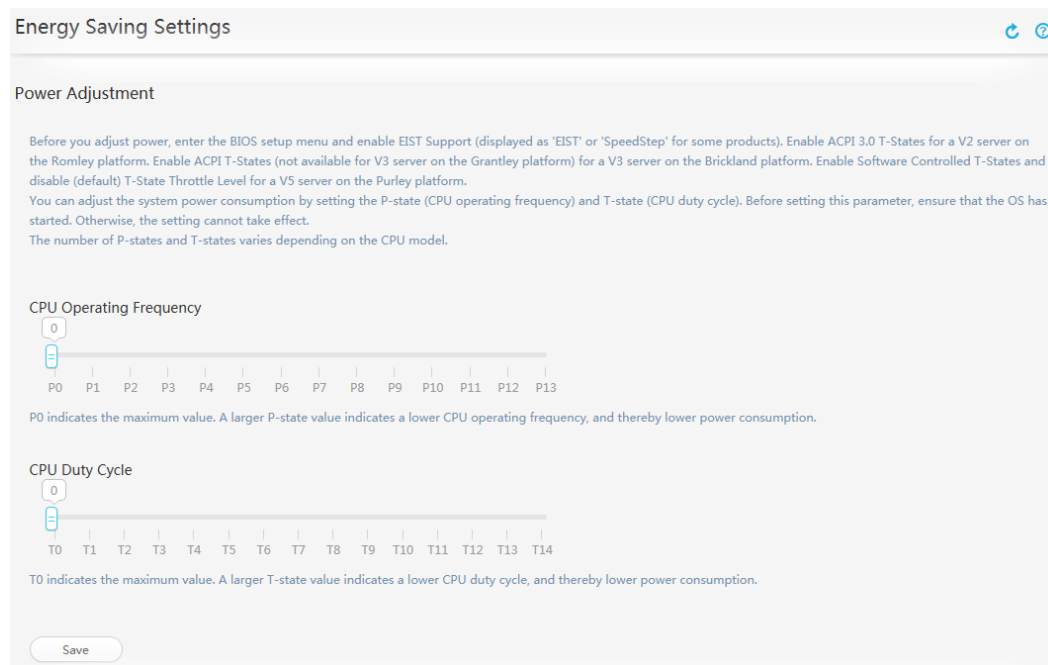 Energy Saving Settings
Power Adjustment
Before you adjust power, enter the BIOS setup menu and enable EIST Support (displayed as 'EIST' or 'SpeedStep' for some products). Enable ACPI 3.0 T-States for a V2 server on
the Romley platform. Enable ACPI T-States (not available for V3 server on the Grantley platform) for a V3 server on the Brickland platform. Enable Software Controlled T-States and
disable (default) T-State Throttle Level for a V5 server on the Purley platform.
You can adjust the system power consumption by setting the P-state (CPU operating frequency) and T-state (CPU duty cycle). Before setting this parameter, ensure that the OS has
started. Otherwise, the setting cannot take effect.
The number of P-states and T-states varies depending on the CPU model.
CPU Operating Frequency
0
P0 P1 P2 P3 P4 P5 P6 P7 P8 P9 P10 P11 P12 P13
P0 indicates the maximum value. A larger P-state value indicates a lower CPU operating frequency, and thereby lower power consumption.
CPU Duty Cycle
0
T0 T1 T2 T3 T4 T5 T6 T7 T8 T9 T10 T11 T12 T13 T14
T0 indicates the maximum value. A larger T-state value indicates a lower CPU duty cycle, and thereby lower power consumption.
Save